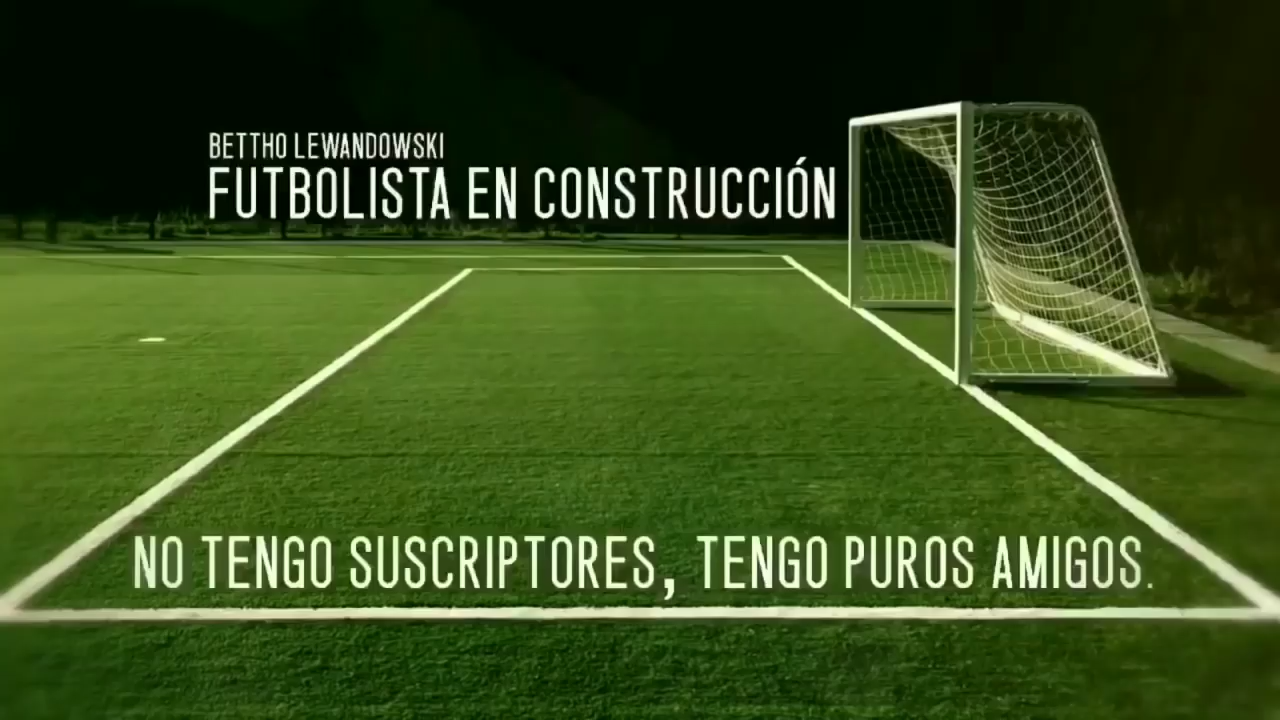 BETTHO LEWANDOWSKI
FUTBOLISTA EN CONSTRUCCIÓN
NO TENGO SUSCRIPTORES, TENGO PUROS AMIGOS.